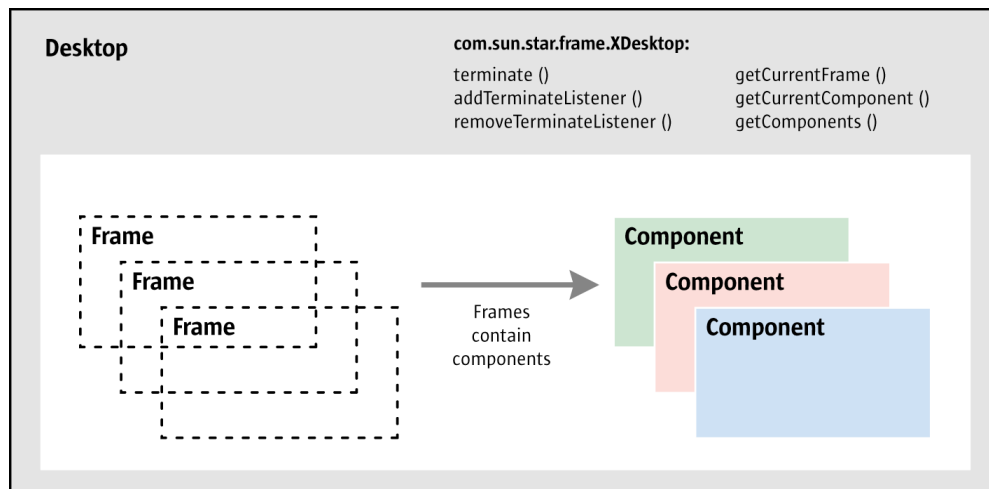 Desktop
com.sun.star.frame.XDesktop:
terminate ()
addTerminateListener ()
removeTerminateListener ()
getCurrentFrame ()
getCurrentComponent ()
getComponents ()
Frame
Frame
Frame
Frames
contain
components
Component
Component
Component